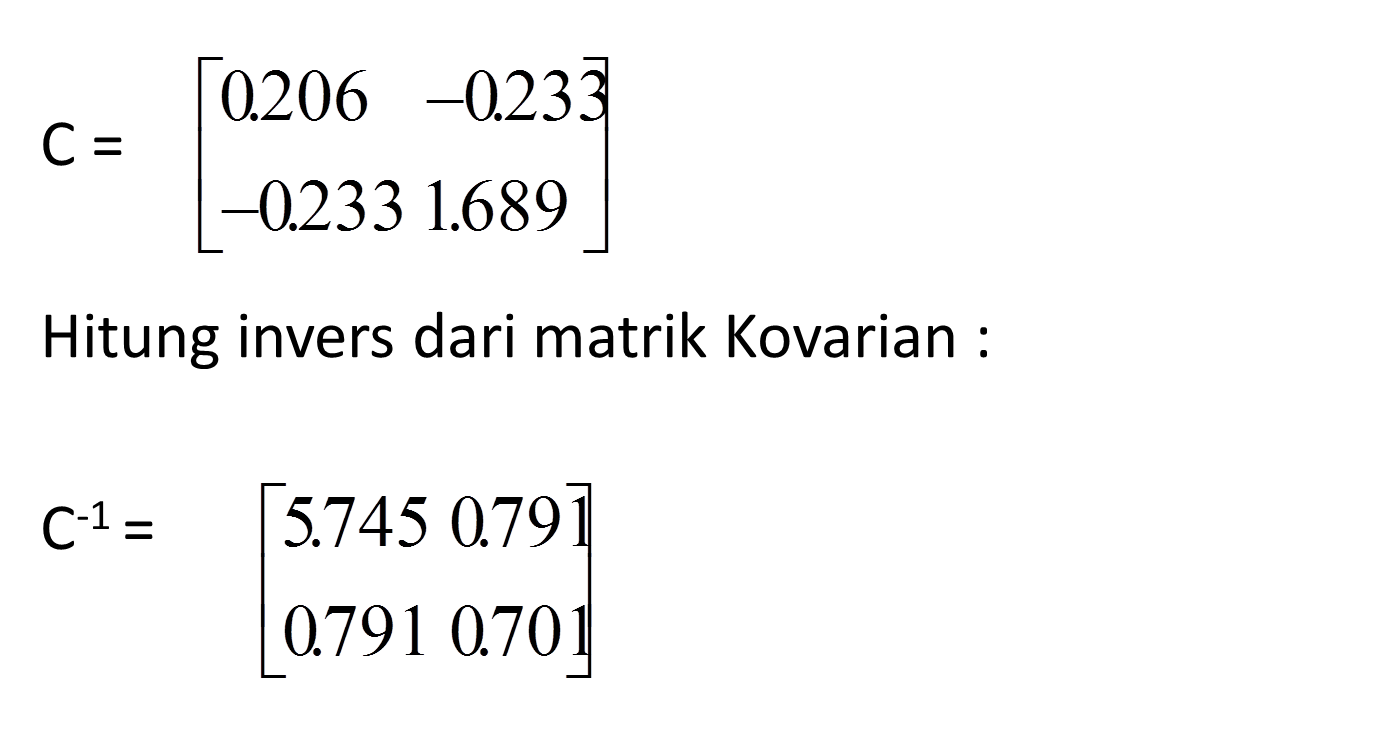 0.206 −0.233
C =
−0.233 1.689
Hitung invers dari matrik Kovarian :
5.745 0.791
C-1 =
0.791 0.701